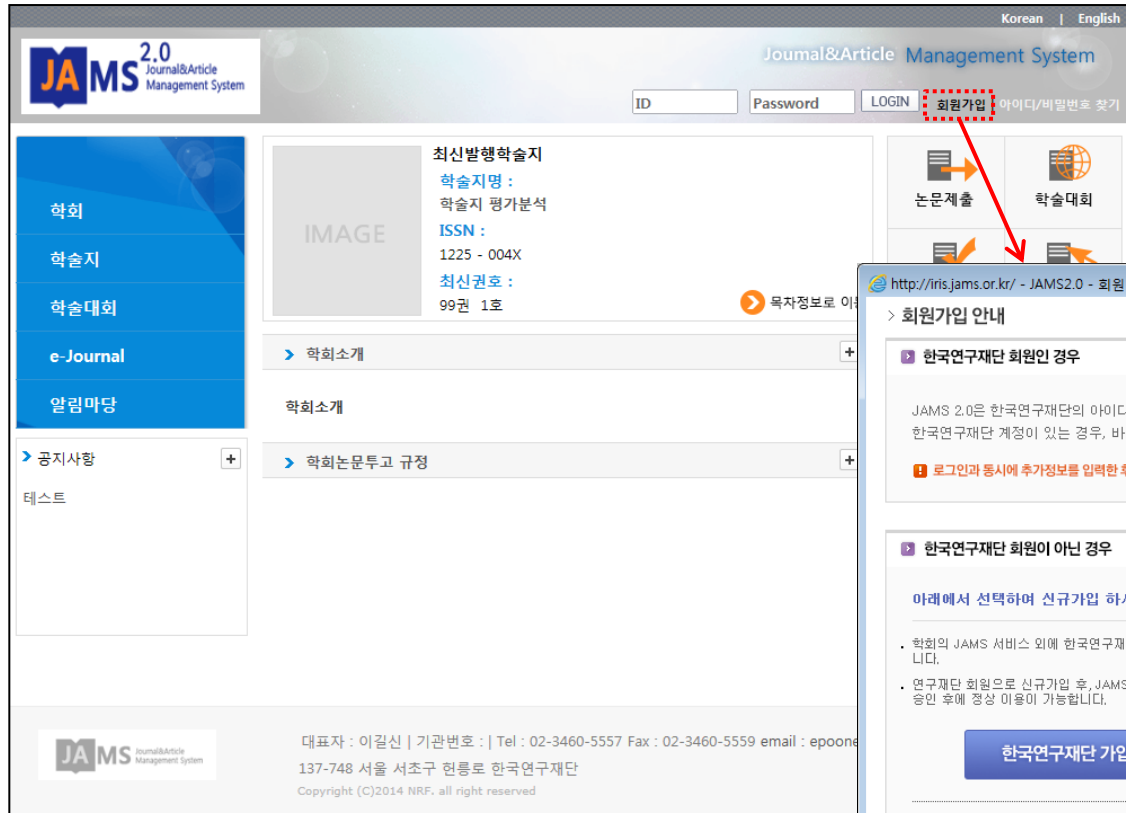 Korean | English
JAMS 2.0 Journal&Article Management System
Journal&Article Management System
ID Password LOGIN 회원가입 아이디/비밀번호 찾기
학회
학술지
학술대회
e-Journal
알림마당
공지사항
테스트
IMAGE
최신발행학술지
학술지명 :
학술지 평가분석
ISSN :
1225 - 004X
최신권호 :
99권 1호
목차정보로
학회소개
학회소개
학회논문투고 규정
논문제출 학술대회
http://iris.jams.or.kr/ - JAMS2.0 - 회원
회원가입 안내
한국연구재단 회원인 경우
JAMS 2.0은 한국연구재단의
한국연구재단 계정이 있는 경우,
로그인과 동시에 추가정보를 입력한
한국연구재단 회원이 아닌 경우
아래에서 선택하여 신규가입
학회의 JAMS 서비스 외에 한국연구재
니다.
연구재단 회원으로 신규가입 후, JAMS
승인 후에 정상 이용이 가능합니다.
한국연구재단 가입
JAMS Journal&Article Management System
대표자 : 이길신 | 기관번호 : | Tel : 02-3460-5557 Fax : 02-3460-5559 email : epoone
137-748 서울 서초구 헌릉로 한국연구재단
Copyright (C)2014 NRF. all right reserved